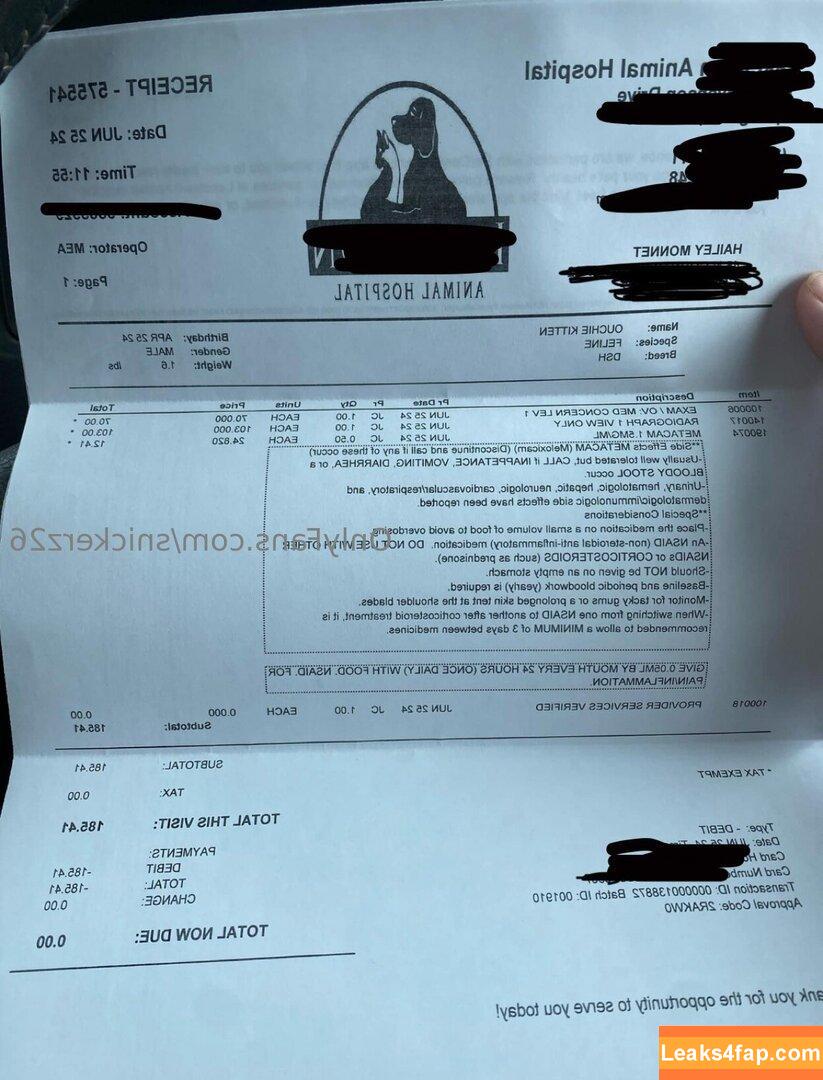 Animal Hospital
RECEIPT - 575541
Date: JUN 25 24
Time: 11:55
Operator: MEA
Page: 1
ANIMAL HOSPITAL
HAILEY MONNET
Name: OUCHIE KITTEN
Species: FELINE
Breed: DSH
Birthday: APR 25 24
Gender: MALE
Weight: 1.6 lbs
Item Description Pr Date Pr Qty Units Price Total
100006 EXAM / OV: MED CONCERN LEV 1 JUN 25 24 JC 1.00 EACH 70.000 70.00 *
140017 RADIOGRAPH 1 VIEW ONLY JUN 25 24 JC 1.00 EACH 103.000 103.00 *
190074 METACAM 1.5MG/ML JUN 25 24 JC 0.50 EACH 24.820 12.41 *
**Side Effects METACAM (Meloxicam) (Discontinue and call if any of these occur)
-Usually well tolerated but, CALL if INAPPETANCE, VOMITING, DIARRHEA, or a
BLOODY STOOL occur.
-Urinary, hematologic, hepatic, neurologic, cardiovascular/respiratory, and
dermatologic/immunologic side effects have been reported.
**Special Considerations
-Place the medication on a small volume of food to avoid overdosing
-An NSAID (non-steroidal anti-inflammatory) medication. DO NOT USE WITH OTHER
NSAIDs or CORTICOSTEROIDS (such as prednisone).
-Should NOT be given on an empty stomach.
-Baseline and periodic bloodwork (yearly) is required.
-Monitor for tacky gums or a prolonged skin tent at the shoulder blades.
-When switching from one NSAID to another after corticosteroid treatment, it is
recommended to allow a MINIMUM of 3 days between medicines.
OnlyFans.com/snickerz26
GIVE 0.05ML BY MOUTH EVERY 24 HOURS (ONCE DAILY) WITH FOOD. NSAID. FOR
PAIN/INFLAMMATION.
100018 PROVIDER SERVICES VERIFIED JUN 25 24 JC 1.00 EACH 0.000 0.00
Subtotal: 185.41
* TAX EXEMPT
SUBTOTAL: 185.41
TAX: 0.00
TOTAL THIS VISIT: 185.41
PAYMENTS:
DEBIT -185.41
TOTAL: -185.41
CHANGE: 0.00
TOTAL NOW DUE: 0.00
Type: - DEBIT
Date: JUN 25 24
Card
Card Number
Transaction ID: 000000138872 Batch ID: 001910
Approval Code: 2RAKW0
you for the opportunity to serve you today!
Leaks4fap.com